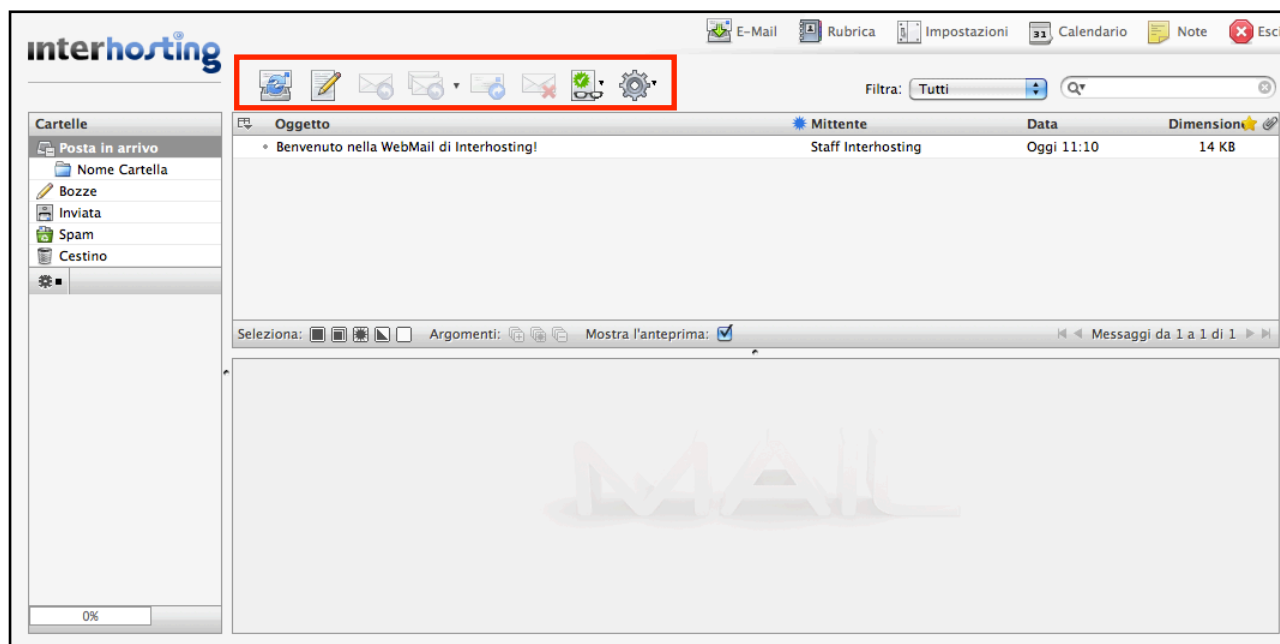 interhosting
E-Mail Rubrica Impostazioni 31 Calendario Note Esci
Filtra: Tutti
Cartelle
Posta in arrivo
Nome Cartella
Bozze
Inviata
Spam
Cestino
0%
Oggetto Mittente Data Dimensione
Benvenuto nella WebMail di Interhosting! Staff Interhosting Oggi 11:10 14 KB
Seleziona: Argomenti: Mostra l'anteprima: Messaggi da 1 a 1 di 1
MAIL